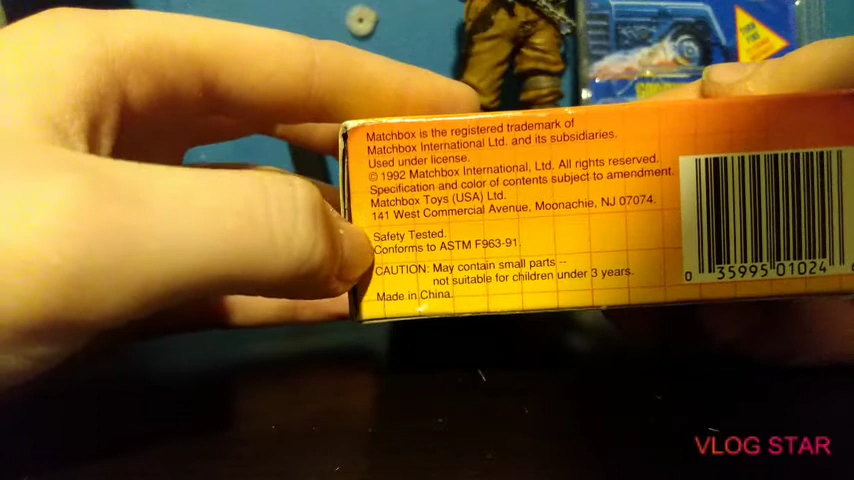 Matchbox is the registered trademark of
Matchbox International Ltd. and its subsidiaries.
Used under license.
© 1992 Matchbox International, Ltd. All rights reserved.
Specification and color of contents subject to amendment.
Matchbox Toys (USA) Ltd.
141 West Commercial Avenue, Moonachie, NJ 07074.
Safety Tested.
Conforms to ASTM F963-91.
CAUTION: May contain small parts --
not suitable for children under 3 years.
Made in China.
0 35995 01024
VLOG STAR